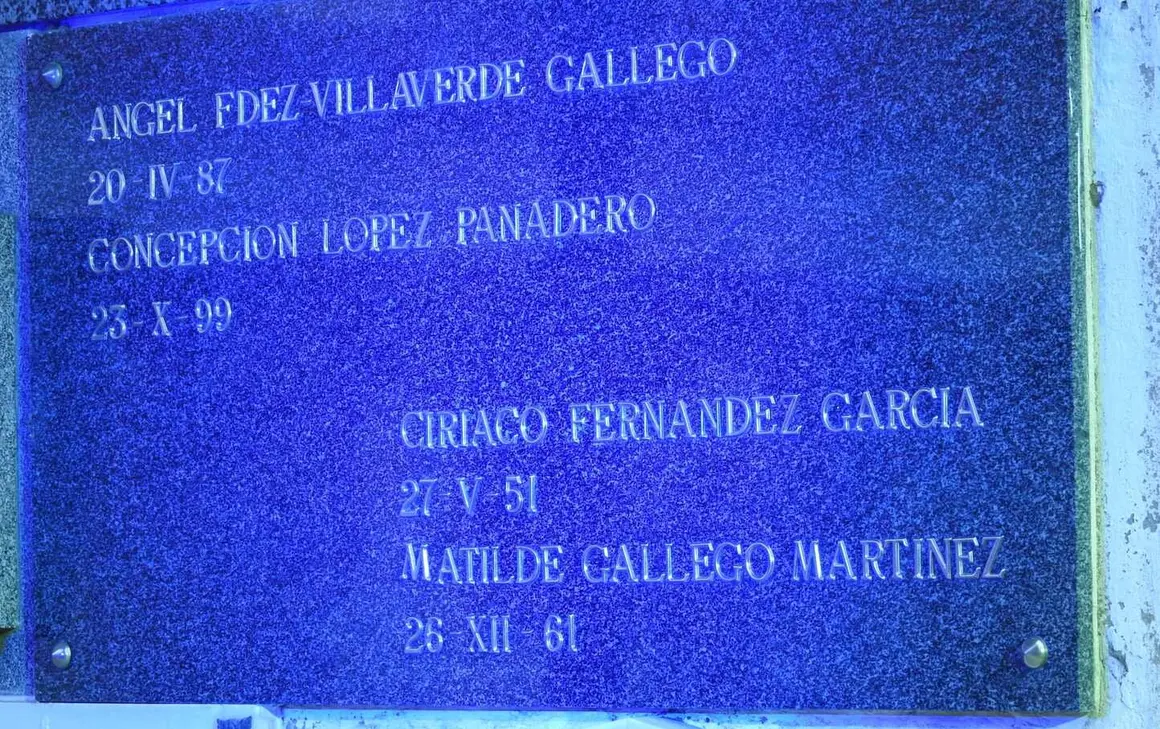 ANGEL FDEZ-VILLAVERDE GALLEGO
20-IV-87
CONCEPCION LOPEZ PANADERO
23-X-99
CIRIACO FERNANDEZ GARCIA
27-V-51
MATILDE GALLEGO MARTINEZ
26-XII-61